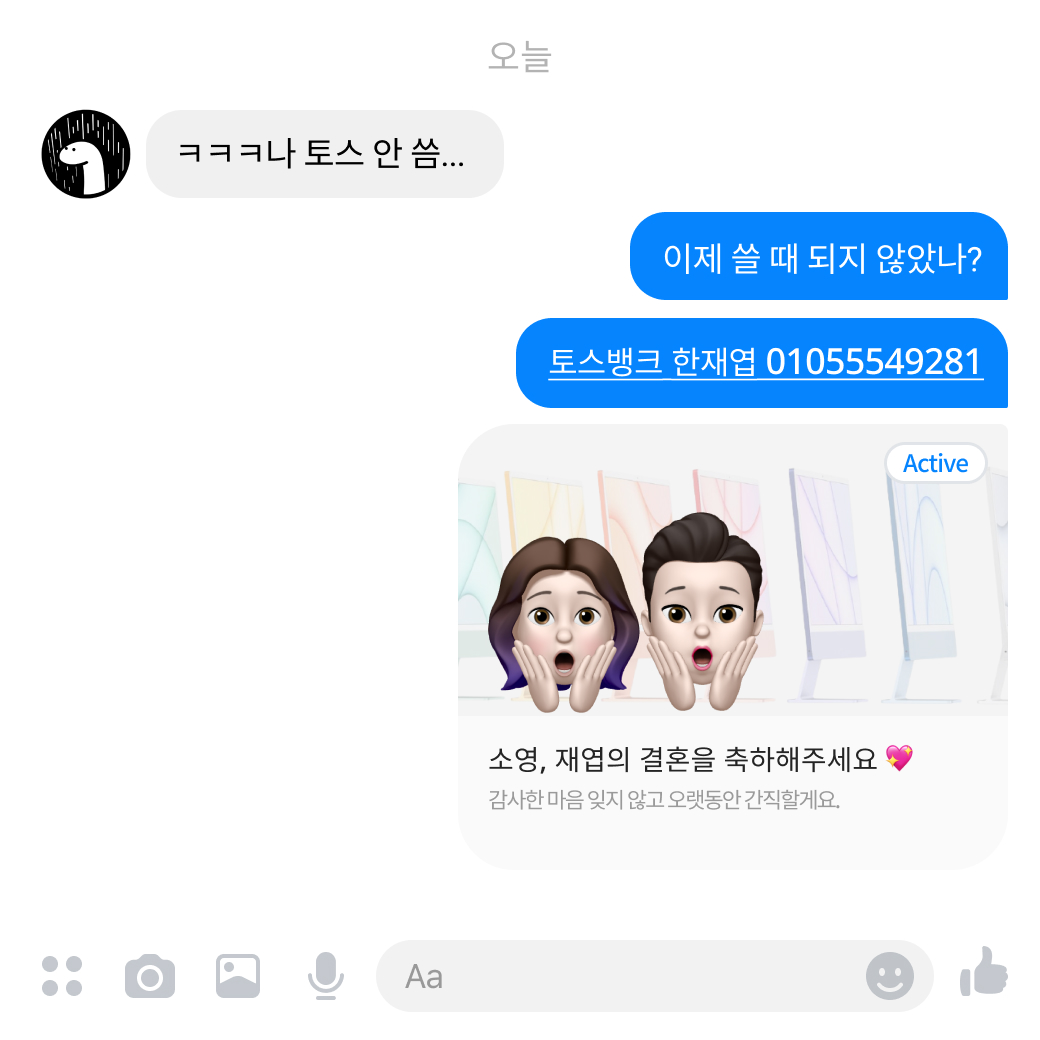 오늘
ㅋㅋㅋ나 토스 안 씀...
이제 쓸 때 되지 않았나?
토스뱅크 한재엽 01055549281
Active
소영, 재엽의 결혼을 축하해주세요 💖
감사한 마음 잊지 않고 오랫동안 간직할게요.
Aa